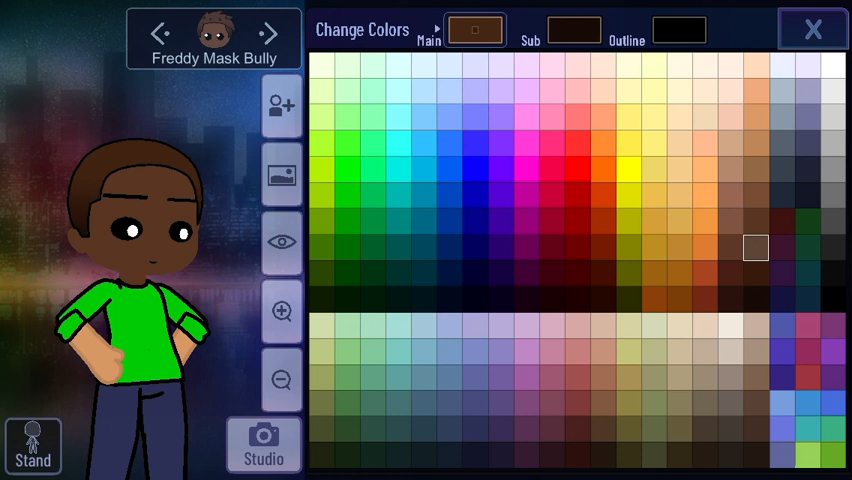 Freddy Mask Bully
Change Colors
Main
Sub
Outline
X
Stand
Studio